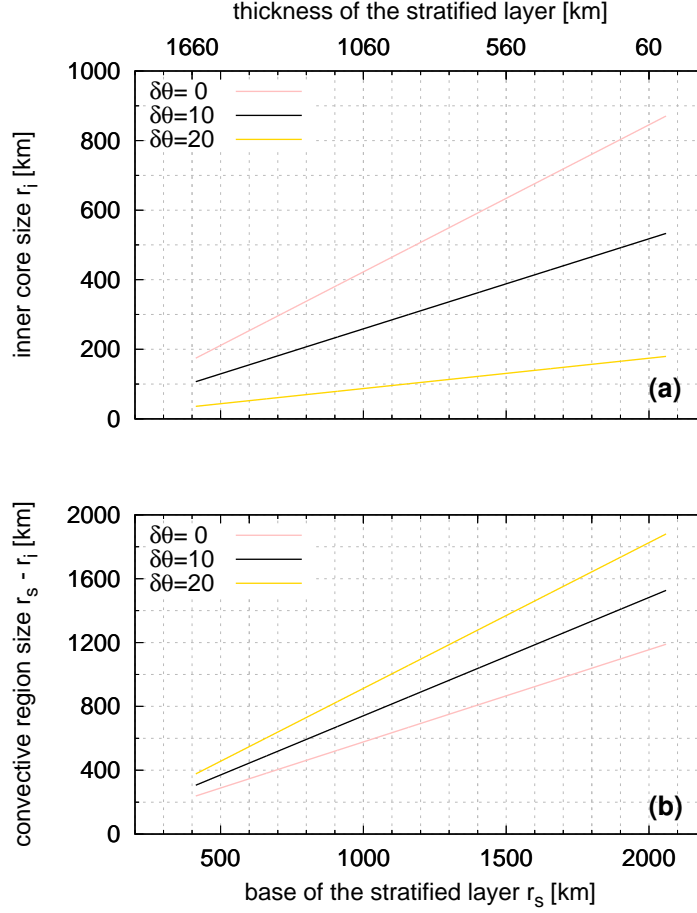 thickness of the stratified layer [km]
1660 1060 560 60
inner core size r_i [km]
1000
800
600
400
200
0
δθ= 0
δθ=10
δθ=20
(a)
convective region size r_s - r_i [km]
2000
1600
1200
800
400
0
δθ= 0
δθ=10
δθ=20
(b)
500 1000 1500 2000
base of the stratified layer r_s [km]